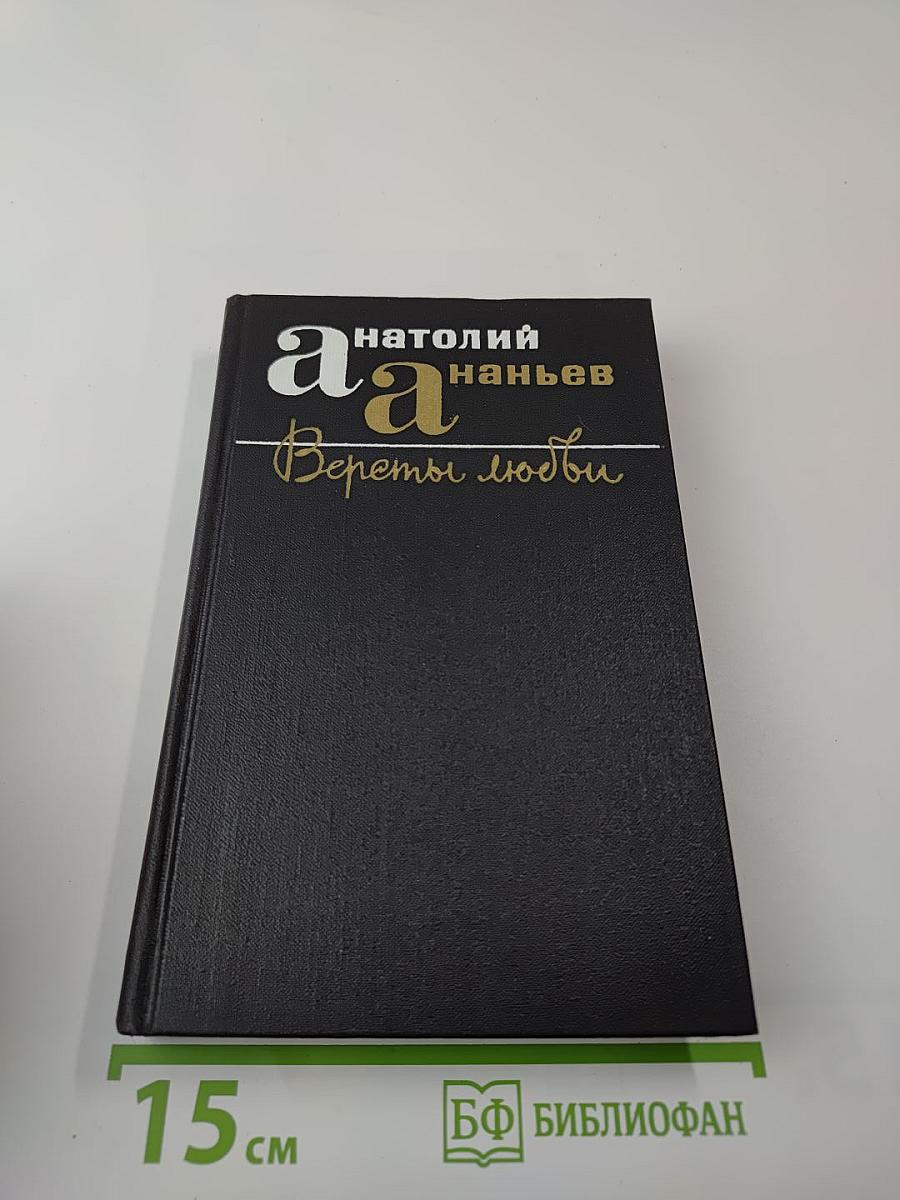 Анатолий
Ананьев
Версты любви
15 см
БФ БИБЛИОФАН